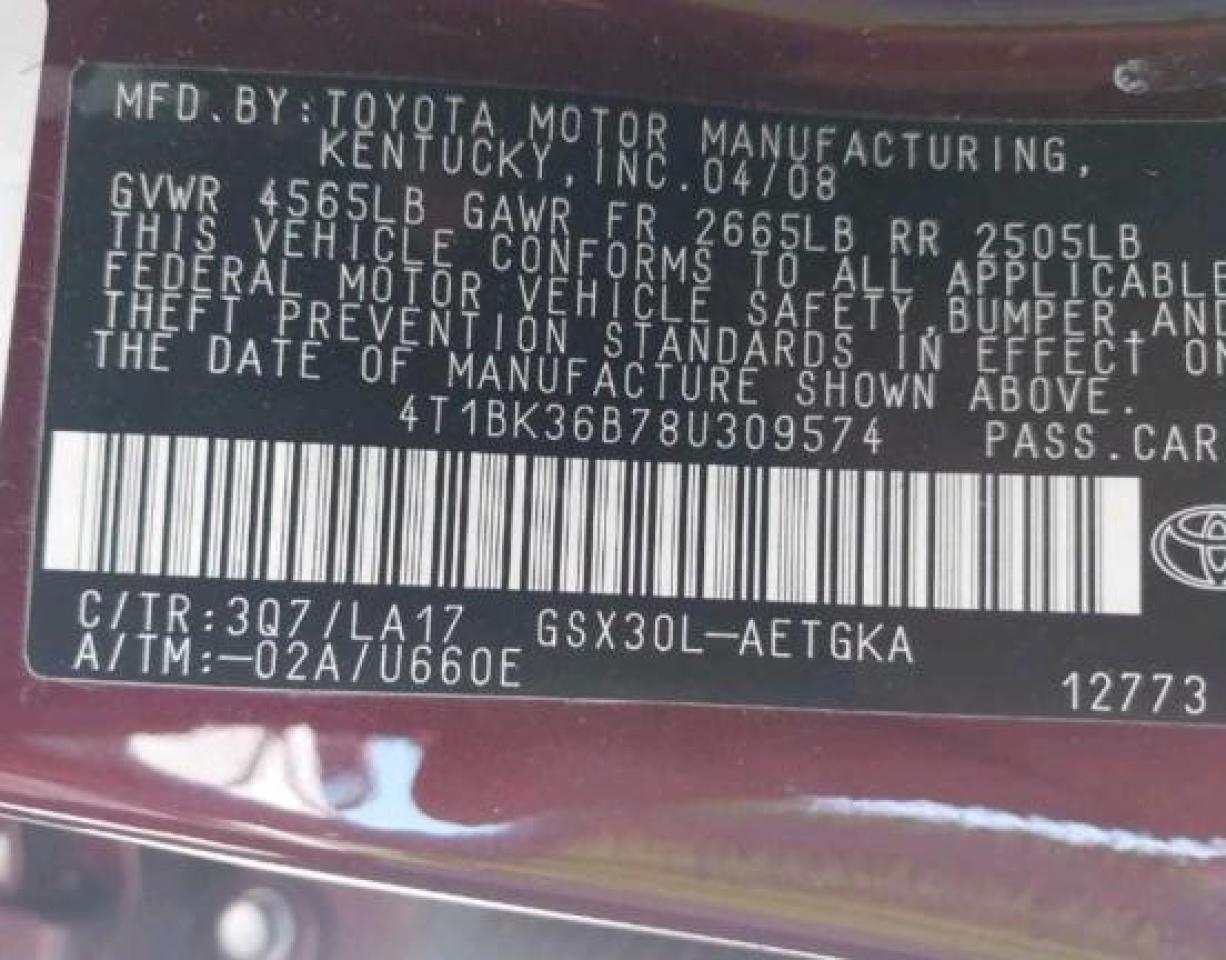 MFD.BY:TOYOTA MOTOR MANUFACTURING,
KENTUCKY,INC.04/08
GVWR 4565LB GAWR FR 2665LB RR 2505LB
THIS VEHICLE CONFORMS TO ALL APPLICABLE
FEDERAL MOTOR VEHICLE SAFETY,BUMPER,AND
THEFT PREVENTION STANDARDS IN EFFECT ON
THE DATE OF MANUFACTURE SHOWN ABOVE.
4T1BK36B78U309574 PASS.CAR
C/TR:3Q7/LA17 GSX30L-AETGKA
A/TM:-02A/U660E
12773